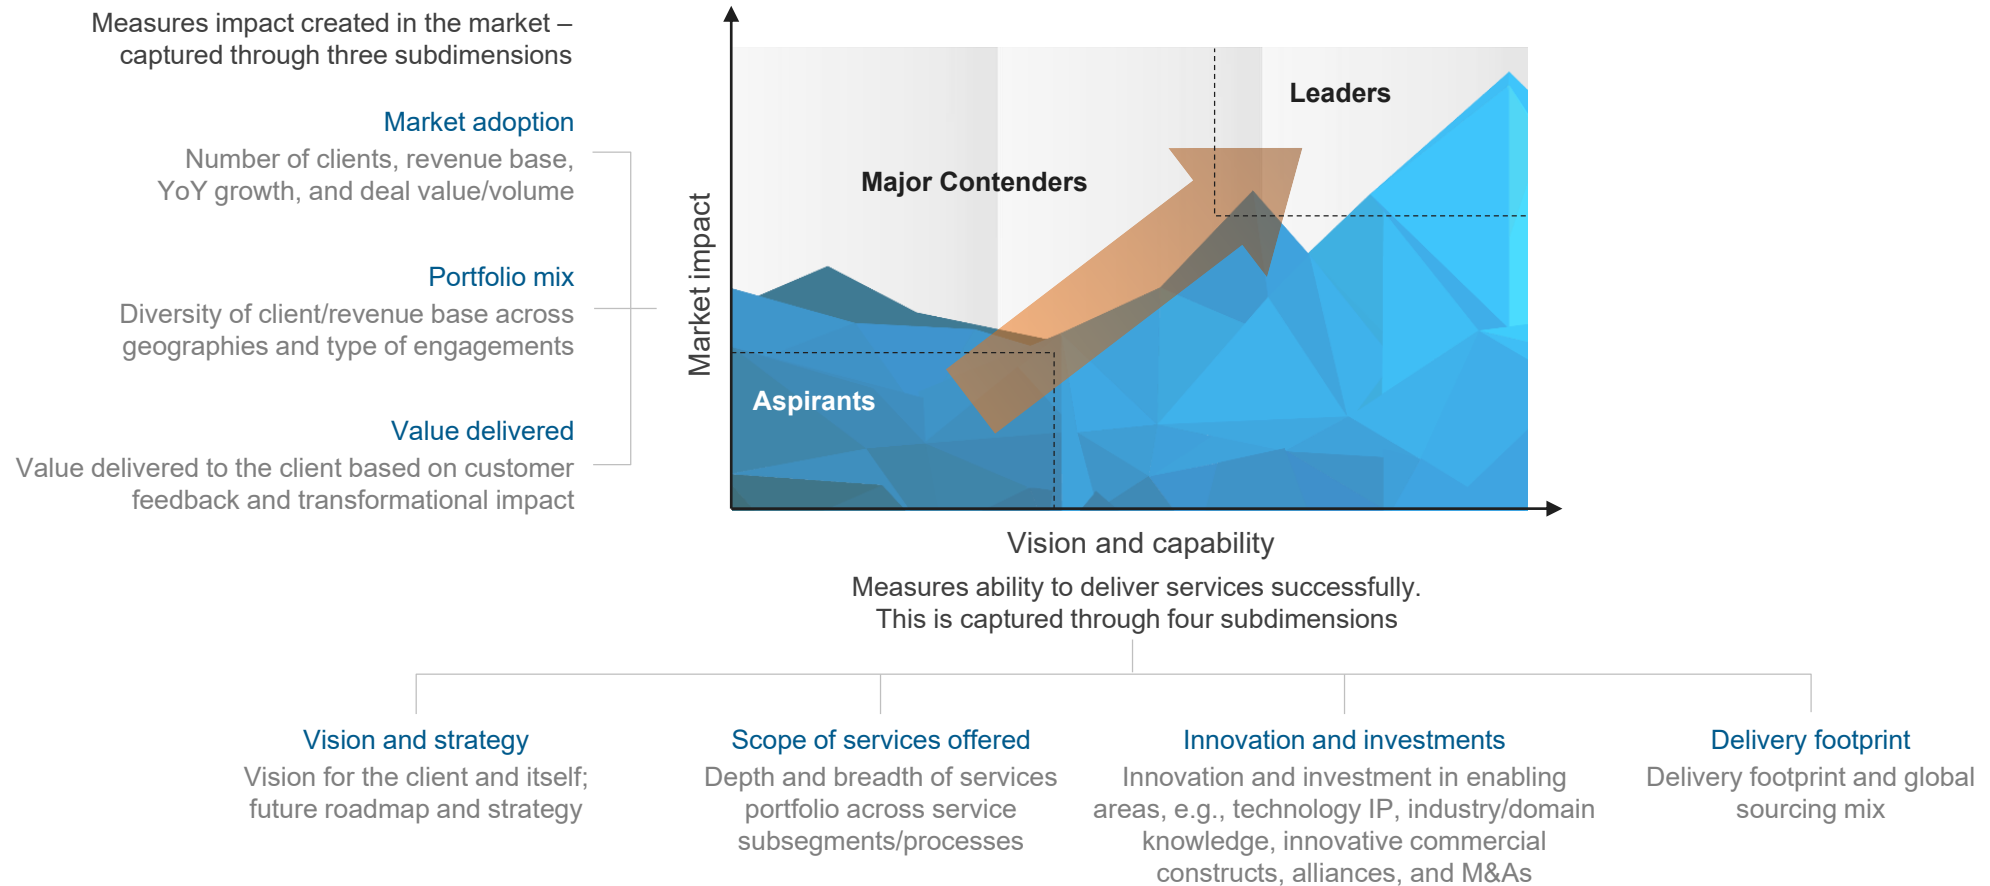 Measures impact created in the market –
captured through three subdimensions
Market adoption
Number of clients, revenue base,
YoY growth, and deal value/volume
Portfolio mix
Diversity of client/revenue base across
geographies and type of engagements
Value delivered
Value delivered to the client based on customer
feedback and transformational impact
Market impact
Leaders
Major Contenders
Aspirants
Vision and capability
Measures ability to deliver services successfully.
This is captured through four subdimensions
Vision and strategy
Vision for the client and itself;
future roadmap and strategy
Scope of services offered
Depth and breadth of services
portfolio across service
subsegments/processes
Innovation and investments
Innovation and investment in enabling
areas, e.g., technology IP, industry/domain
knowledge, innovative commercial
constructs, alliances, and M&As
Delivery footprint
Delivery footprint and global
sourcing mix